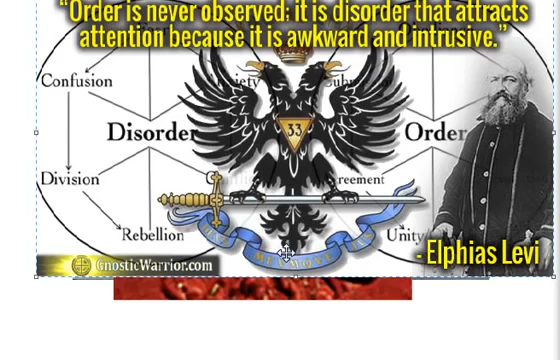 “Order is never observed; it is disorder that attracts
attention because it is awkward and intrusive.”
Confusion
Disorder
Order
33
Division
Rebellion
Unity
MEUMQUE
- Elphias Levi
GnosticWarrior.com